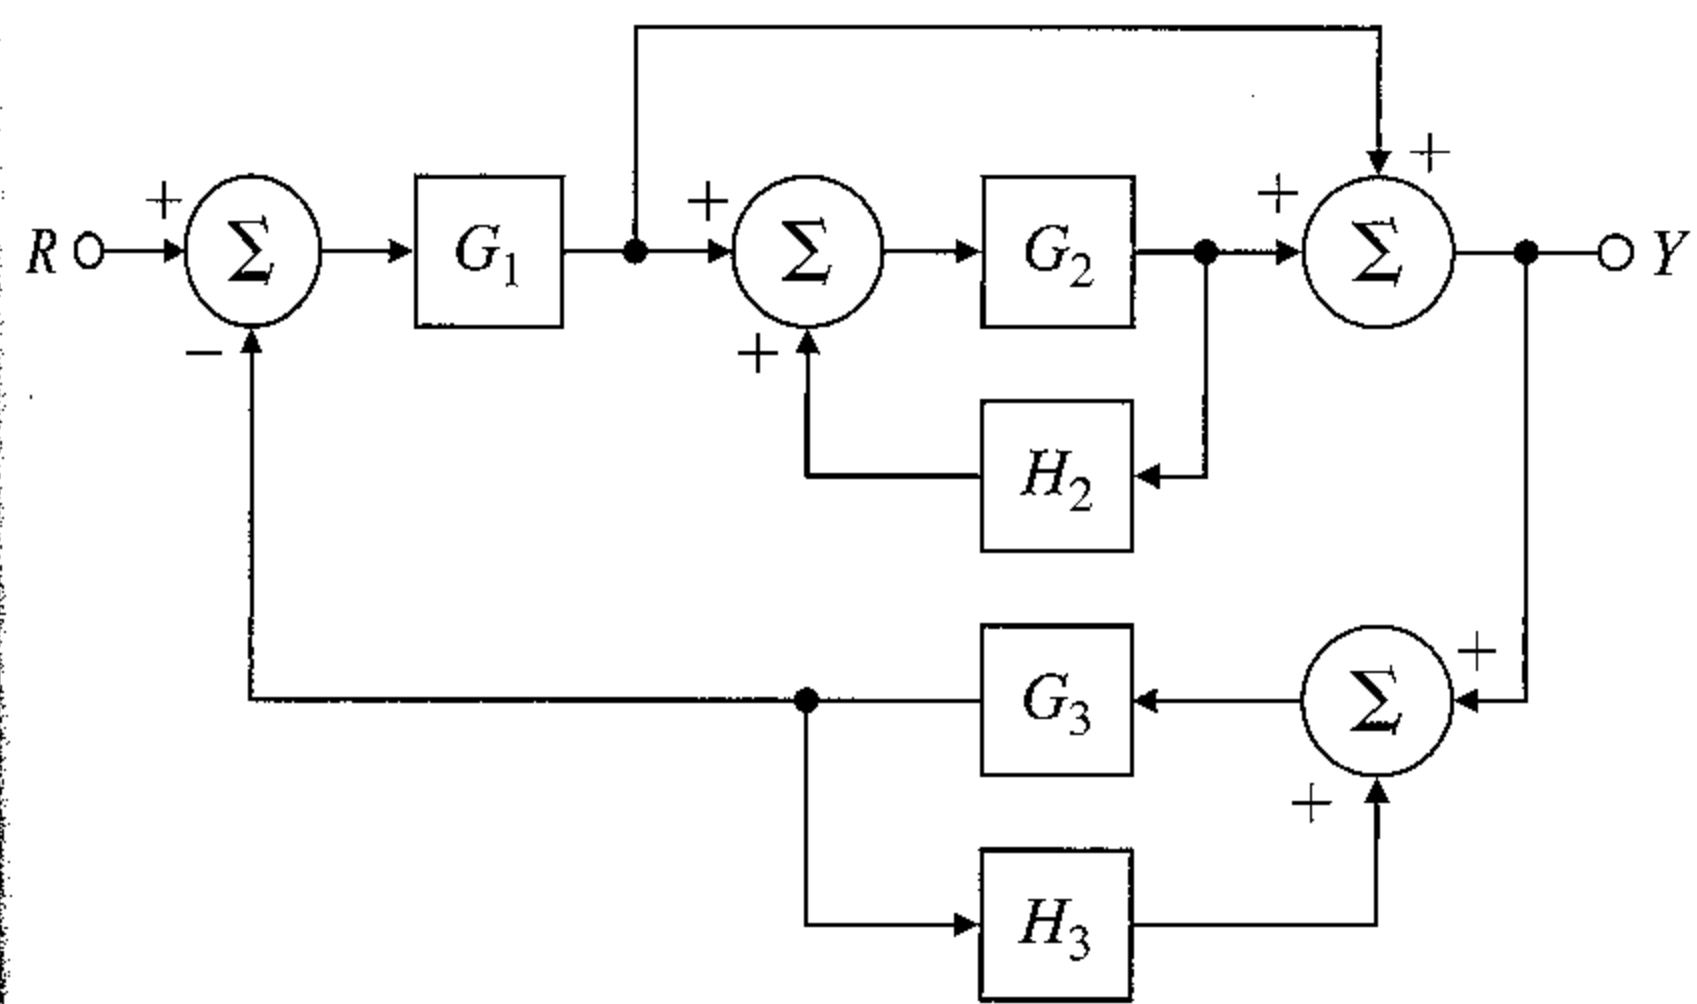 +
+ + +
R Σ G₁ Σ G₂ Σ Y
− +
H₂
+
G₃ Σ
+
H₃